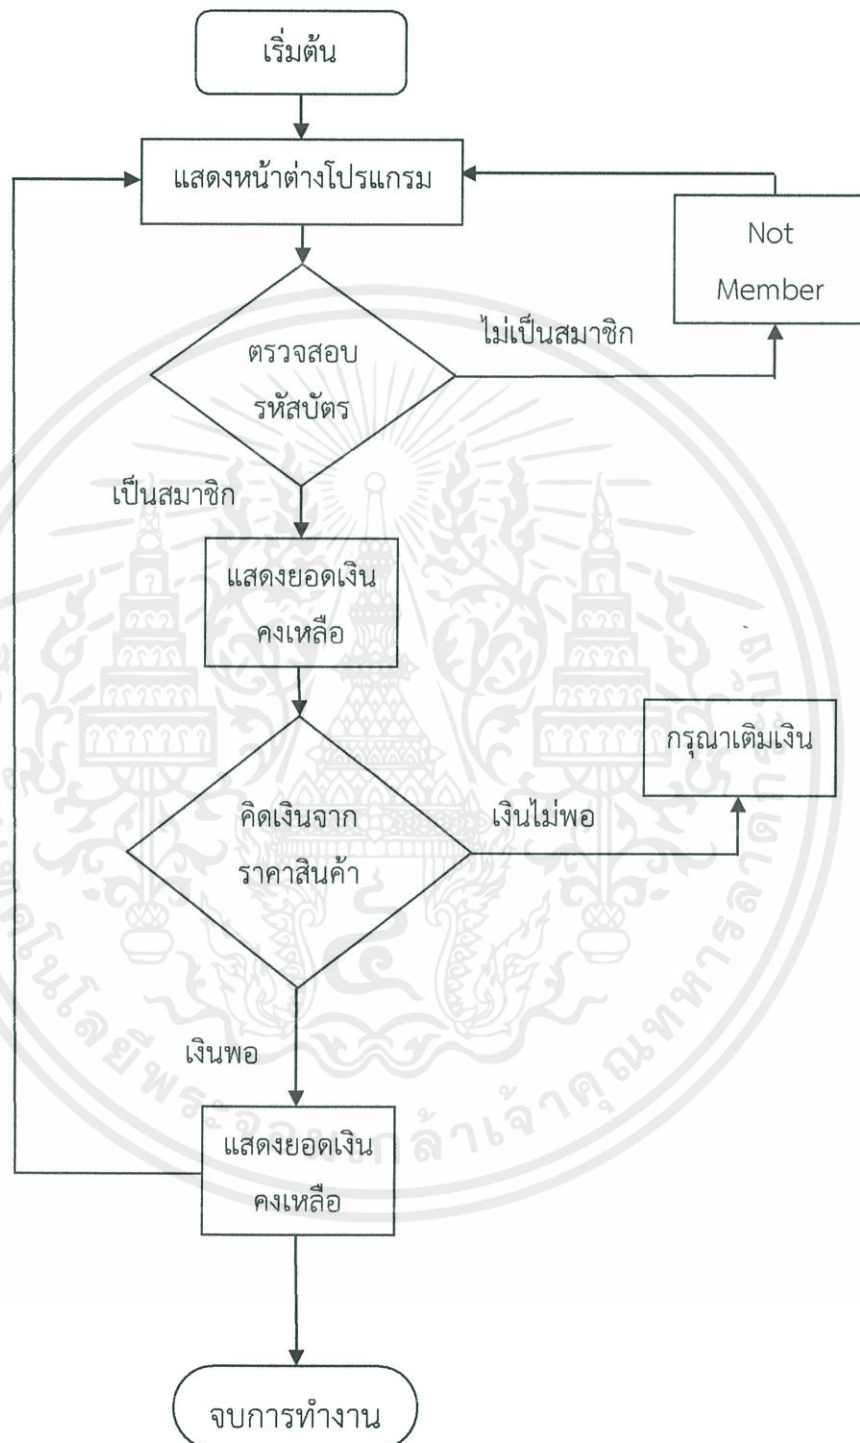 เริ่มต้น
แสดงหน้าต่างโปรแกรม
Not
Member
ไม่เป็นสมาชิก
ตรวจสอบ
รหัสบัตร
เป็นสมาชิก
แสดงยอดเงิน
คงเหลือ
กรุณาเติมเงิน
คิดเงินจาก
ราคาสินค้า
เงินไม่พอ
เงินพอ
แสดงยอดเงิน
คงเหลือ
จบการทำงาน